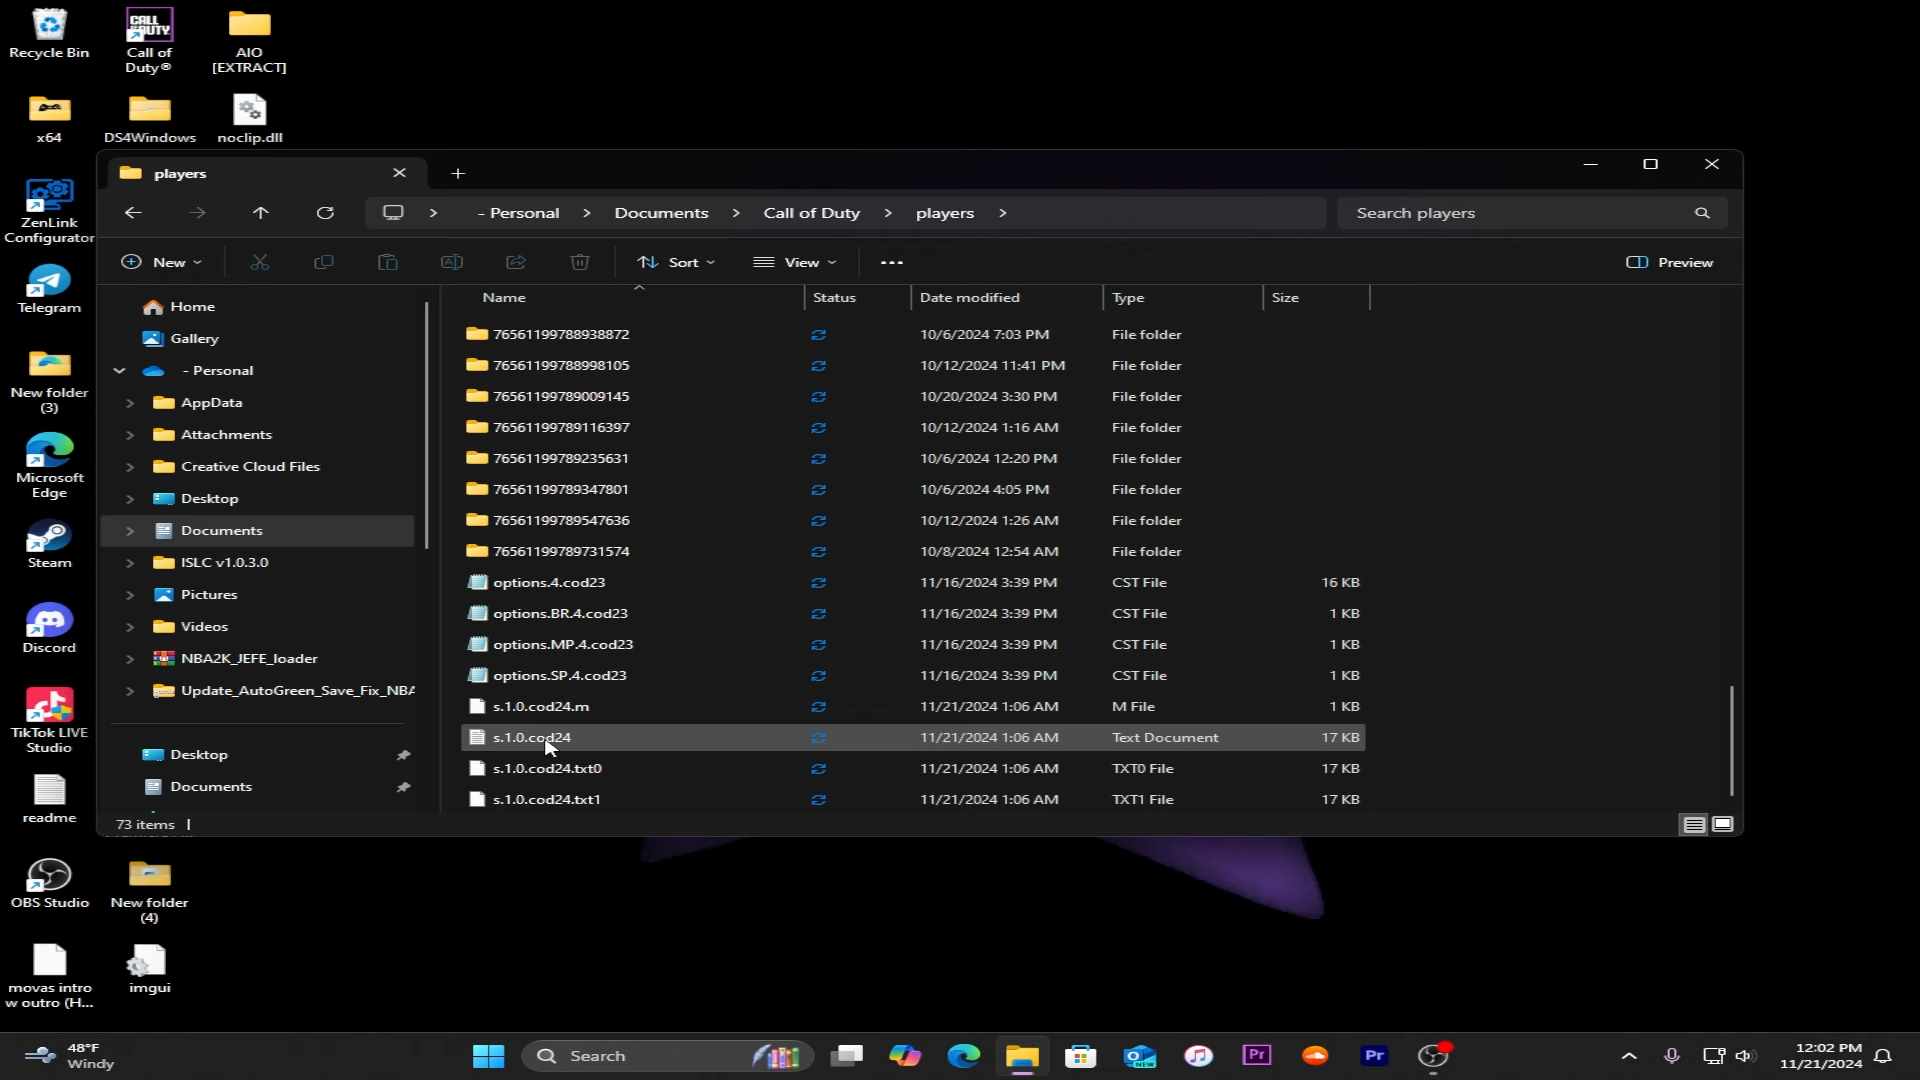 Recycle Bin
CALL OF DUTY
Call of
Duty®
AIO
[EXTRACT]
x64
DS4Windows
noclip.dll
ZenLink
Configurator
Telegram
New folder
(3)
Microsoft
Edge
Steam
Discord
TikTok LIVE
Studio
readme
OBS Studio
New folder
(4)
movas intro
w outro (H...
imgui
players
- Personal > Documents > Call of Duty > players >
Search players
New
Sort
View
Preview
Home
Gallery
- Personal
AppData
Attachments
Creative Cloud Files
Desktop
Documents
ISLC v1.0.3.0
Pictures
Videos
NBA2K_JEFE_loader
Update_AutoGreen_Save_Fix_NBA
Desktop
Documents
Name Status Date modified Type Size
76561199788938872 10/6/2024 7:03 PM File folder
76561199788998105 10/12/2024 11:41 PM File folder
76561199789009145 10/20/2024 3:30 PM File folder
76561199789116397 10/12/2024 1:16 AM File folder
76561199789235631 10/6/2024 12:20 PM File folder
76561199789347801 10/6/2024 4:05 PM File folder
76561199789547636 10/12/2024 1:26 AM File folder
76561199789731574 10/8/2024 12:54 AM File folder
options.4.cod23 11/16/2024 3:39 PM CST File 16 KB
options.BR.4.cod23 11/16/2024 3:39 PM CST File 1 KB
options.MP.4.cod23 11/16/2024 3:39 PM CST File 1 KB
options.SP.4.cod23 11/16/2024 3:39 PM CST File 1 KB
s.1.0.cod24.m 11/21/2024 1:06 AM M File 1 KB
s.1.0.cod24 11/21/2024 1:06 AM Text Document 17 KB
s.1.0.cod24.txt0 11/21/2024 1:06 AM TXT0 File 17 KB
s.1.0.cod24.txt1 11/21/2024 1:06 AM TXT1 File 17 KB
73 items
48°F
Windy
Search
NEW
Pr
Pr
12:02 PM
11/21/2024